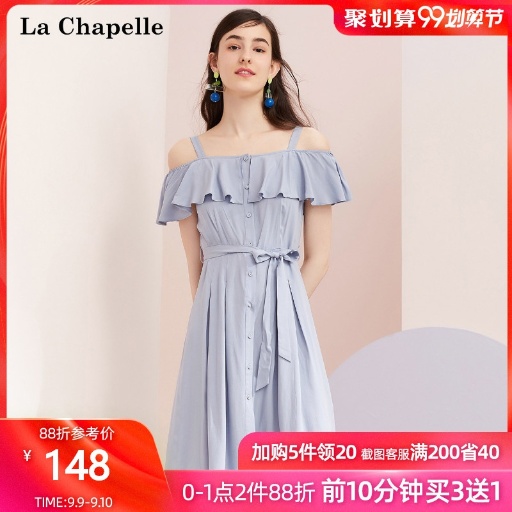 La Chapelle
聚划算 99划算节
88折参考价
¥ 148
TIME:9.9-9.10
加购5件领20 截图客服满200省40
0-1点2件88折 前10分钟买3送1